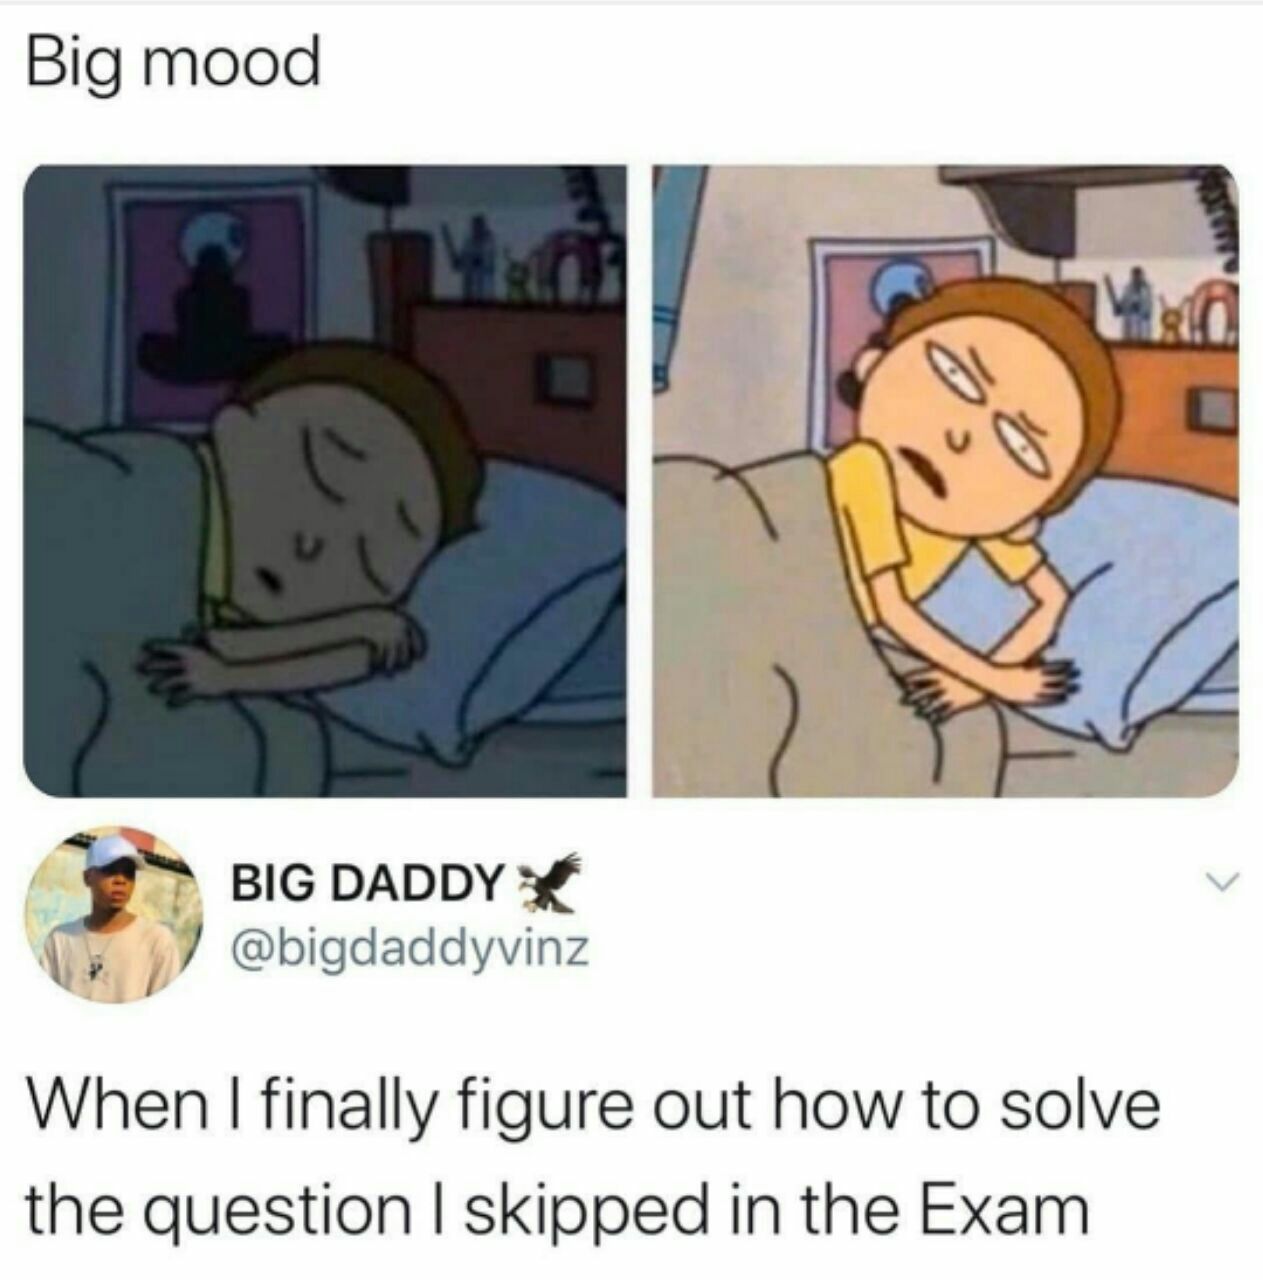 Big mood
BIG DADDY
@bigdaddyvinz
When I finally figure out how to solve
the question I skipped in the Exam